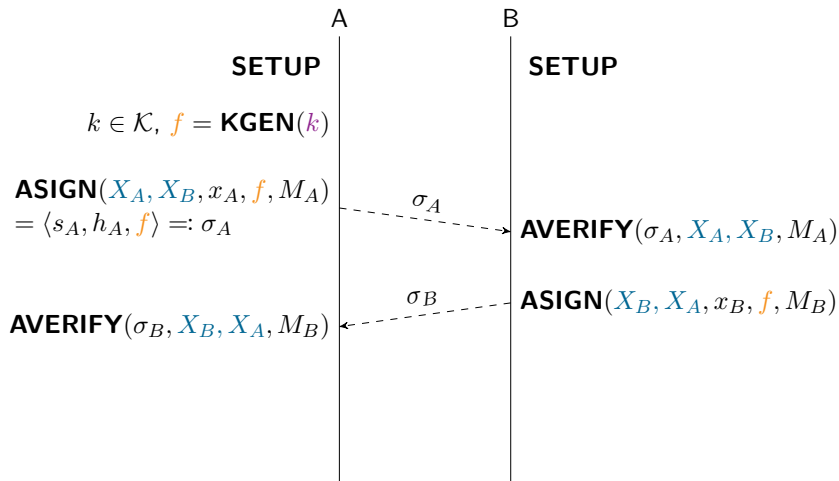 A B
SETUP SETUP
k ∈ 𝒦, f = KGEN(k)
ASIGN(X_A, X_B, x_A, f, M_A)
= ⟨s_A, h_A, f⟩ =: σ_A
σ_A
AVERIFY(σ_A, X_A, X_B, M_A)
σ_B
ASIGN(X_B, X_A, x_B, f, M_B)
AVERIFY(σ_B, X_B, X_A, M_B)